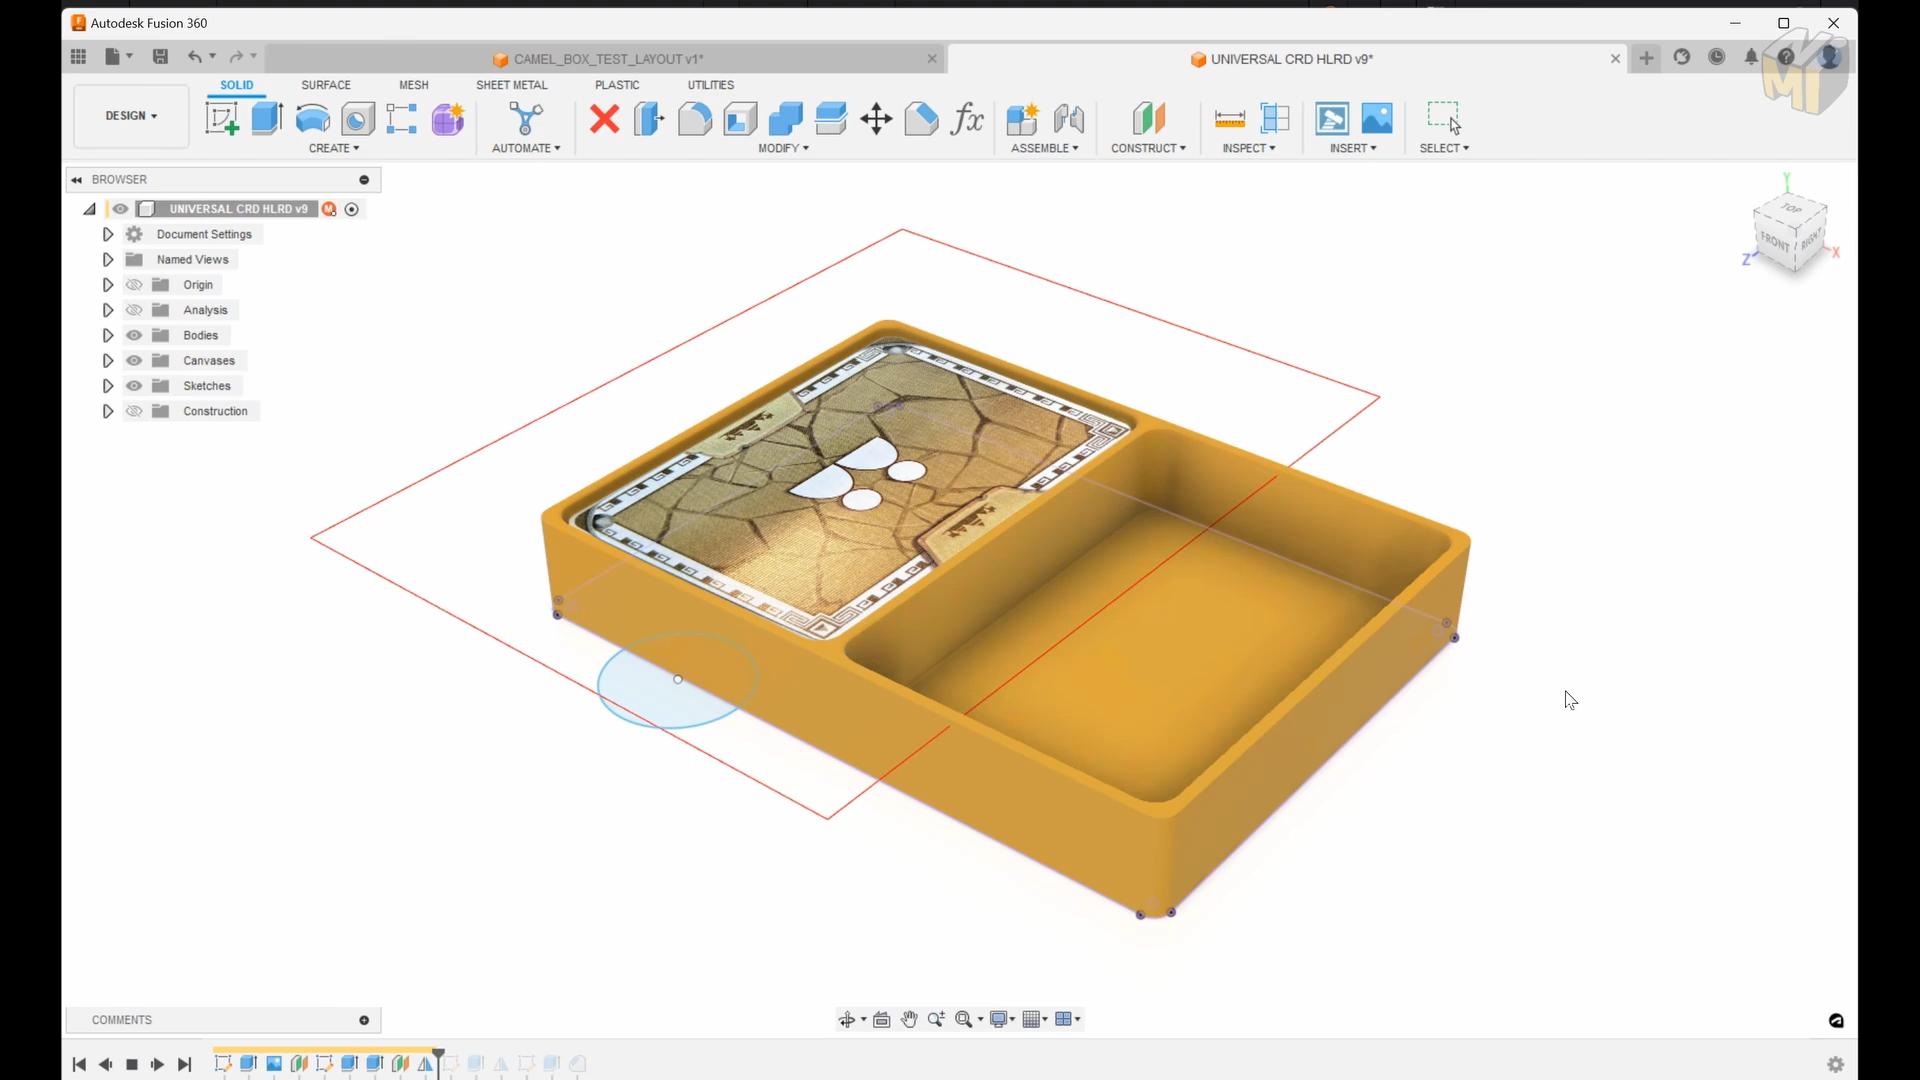 Autodesk Fusion 360
CAMEL_BOX_TEST_LAYOUT v1*
UNIVERSAL CRD HLRD v9*
SOLID
SURFACE
MESH
SHEET METAL
PLASTIC
UTILITIES
DESIGN
CREATE
AUTOMATE
MODIFY
ASSEMBLE
CONSTRUCT
INSPECT
INSERT
SELECT
BROWSER
UNIVERSAL CRD HLRD v9
Document Settings
Named Views
Origin
Analysis
Bodies
Canvases
Sketches
Construction
Y
TOP
FRONT
RIGHT
Z
X
Mi
COMMENTS